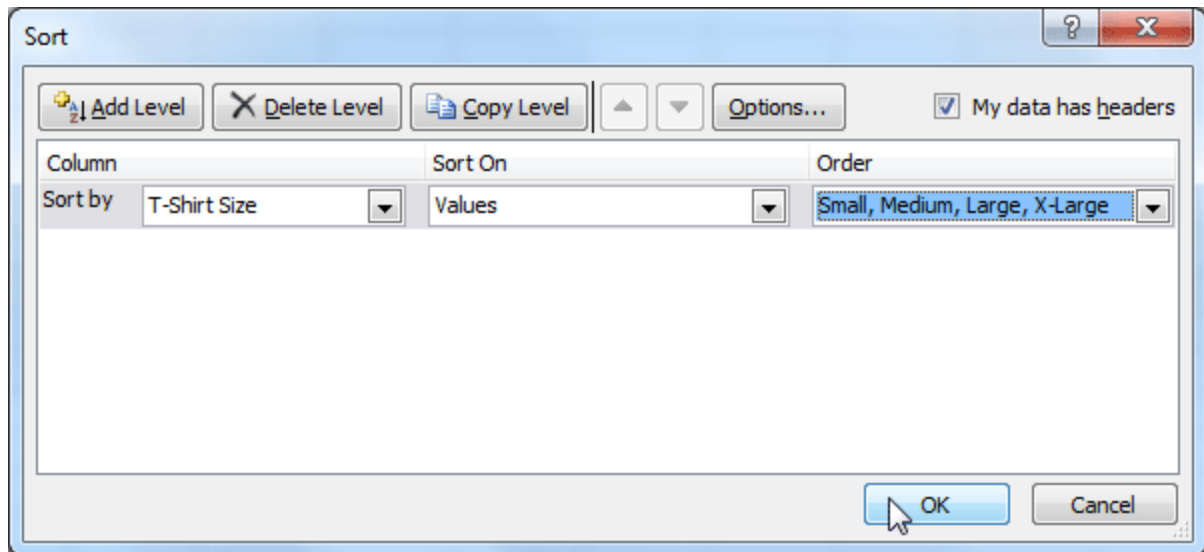 Sort
Add Level Delete Level Copy Level Options... My data has headers
Column Sort On Order
Sort by T-Shirt Size Values Small, Medium, Large, X-Large
OK Cancel